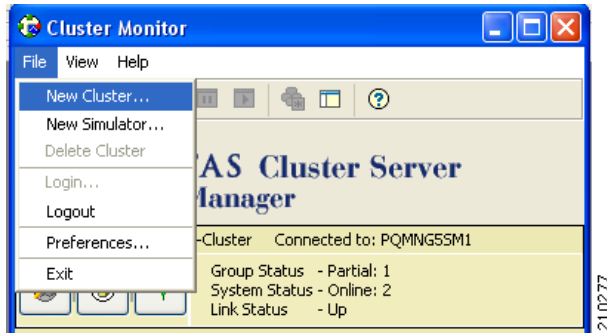 Cluster Monitor
File View Help
New Cluster...
New Simulator...
Delete Cluster
Login...
Logout
Preferences...
Exit
AS Cluster Server
Manager
-Cluster Connected to: PQMNG5SM1
Group Status - Partial: 1
System Status - Online: 2
Link Status - Up
210277